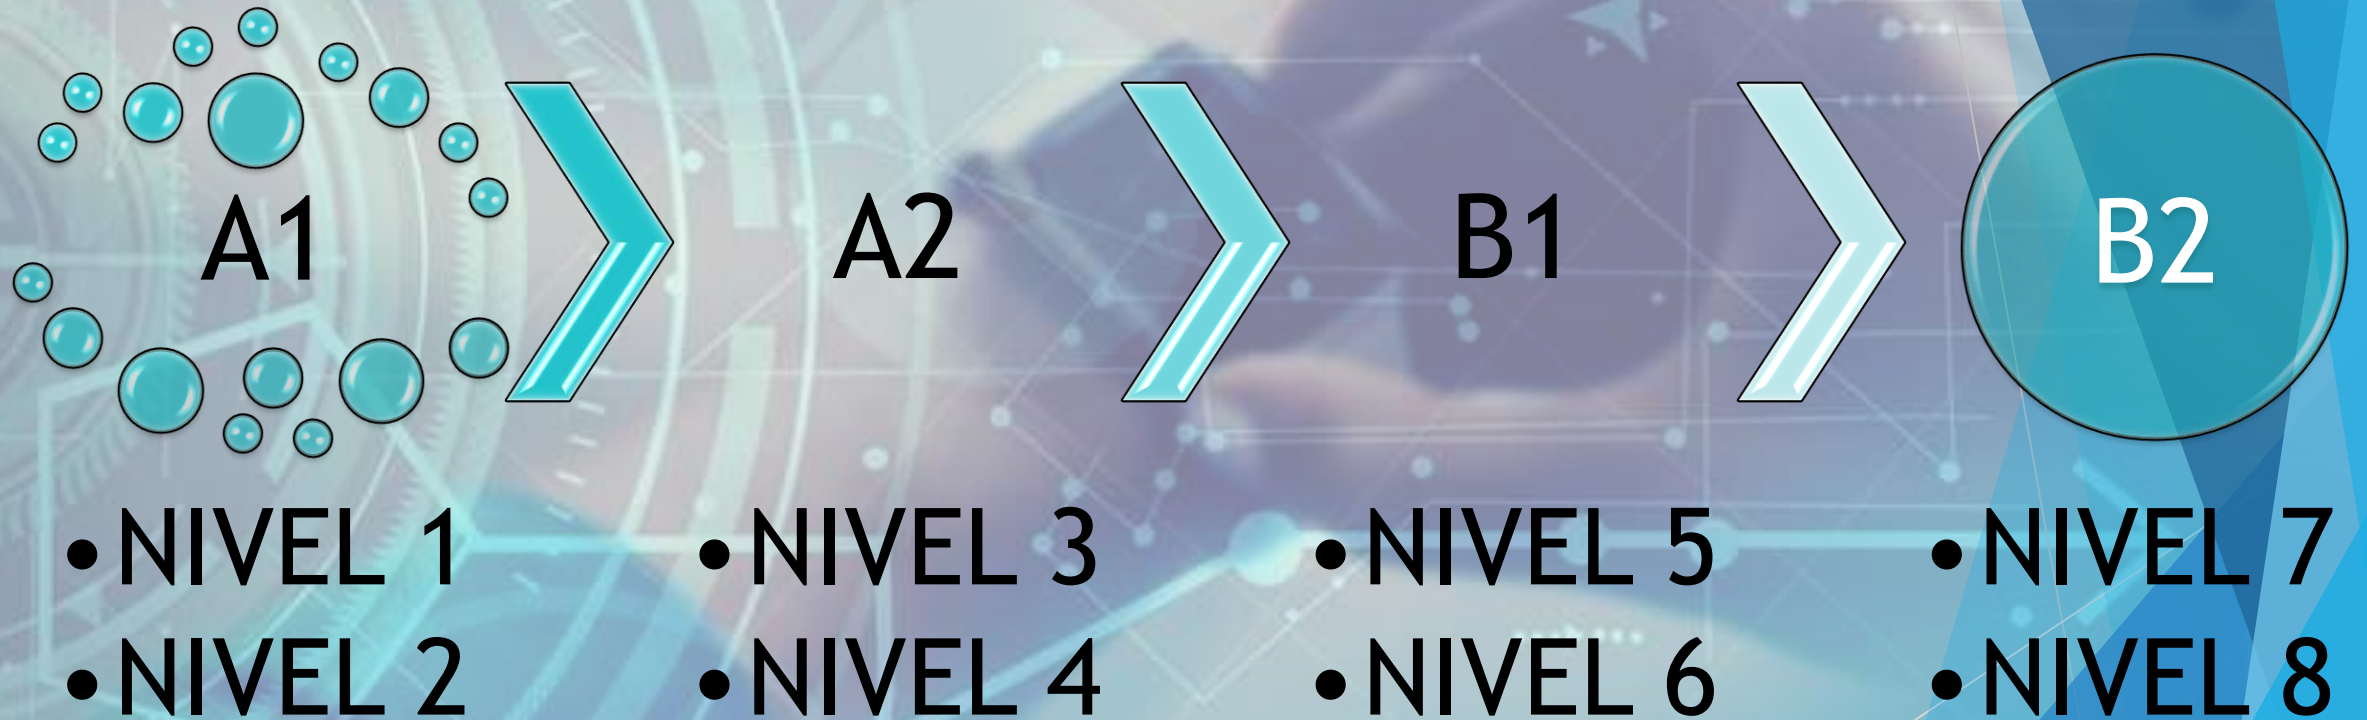 A1
A2
B1
B2
•NIVEL 1
•NIVEL 2
•NIVEL 3
•NIVEL 4
•NIVEL 5
•NIVEL 6
•NIVEL 7
•NIVEL 8